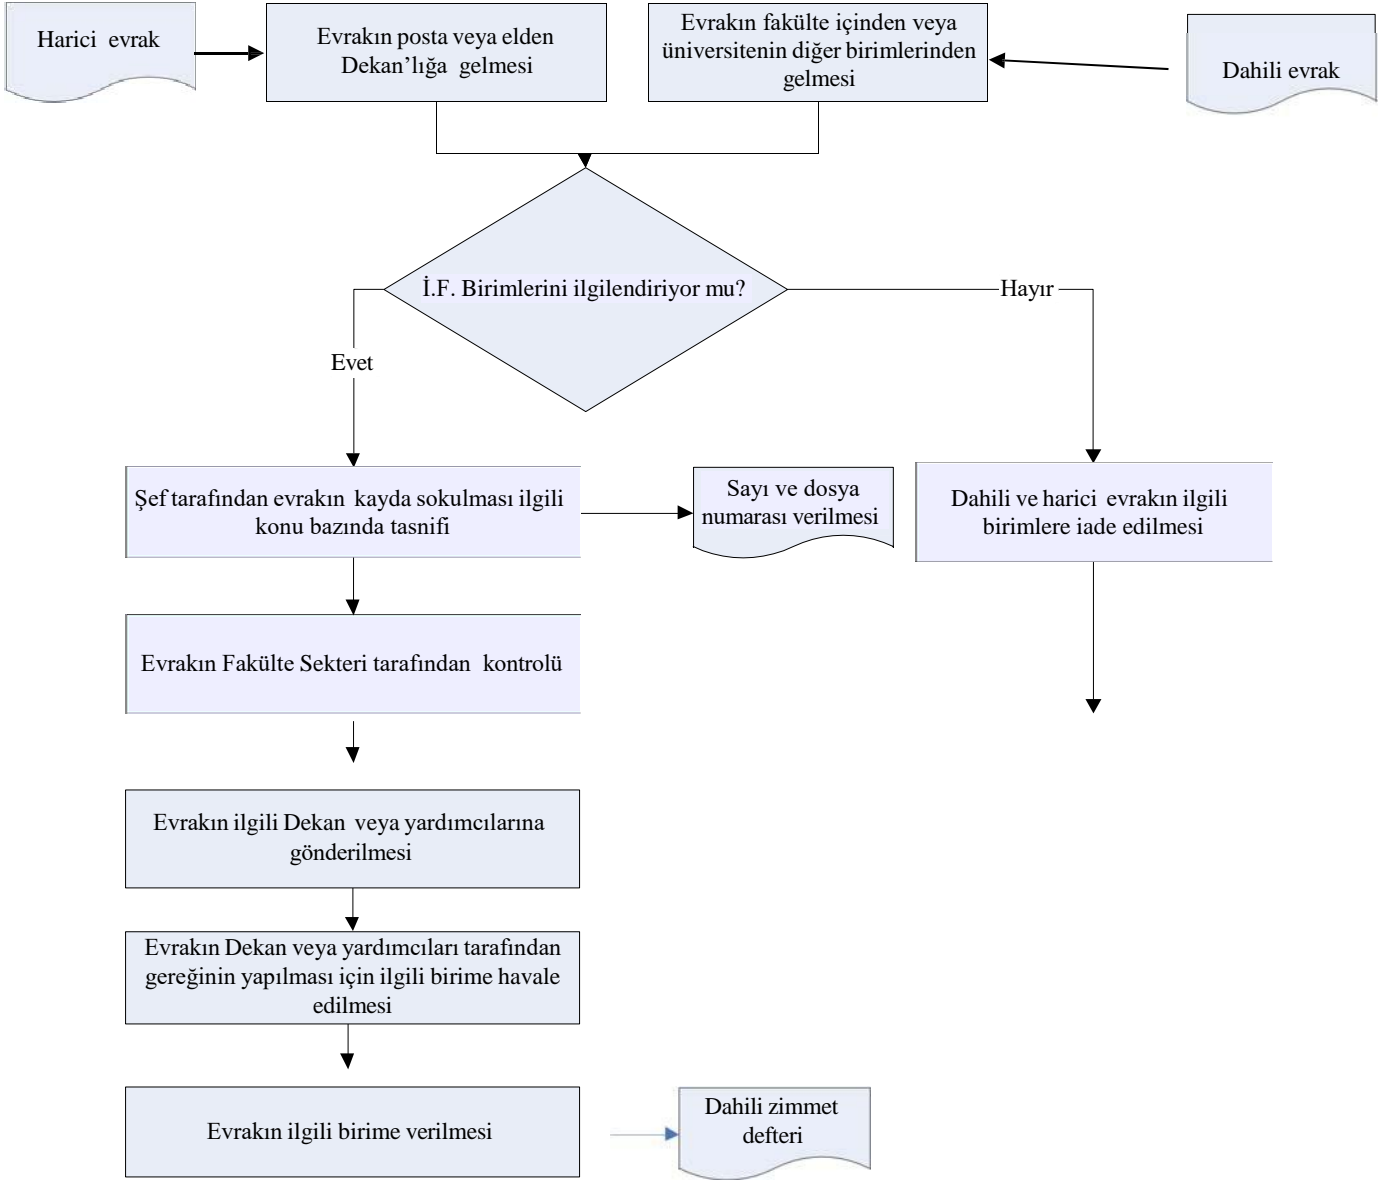 Harici evrak
Evrakın posta veya elden
Dekan’lığa gelmesi
Evrakın fakülte içinden veya
üniversitenin diğer birimlerinden
gelmesi
Dahili evrak
İ.F. Birimlerini ilgilendiriyor mu?
Hayır
Evet
Şef tarafından evrakın kayda sokulması ilgili
konu bazında tasnifi
Sayı ve dosya
numarası verilmesi
Dahili ve harici evrakın ilgili
birimlere iade edilmesi
Evrakın Fakülte Sekteri tarafından kontrolü
Evrakın ilgili Dekan veya yardımcılarına
gönderilmesi
Evrakın Dekan veya yardımcıları tarafından
gereğinin yapılması için ilgili birime havale
edilmesi
Evrakın ilgili birime verilmesi
Dahili zimmet
defteri